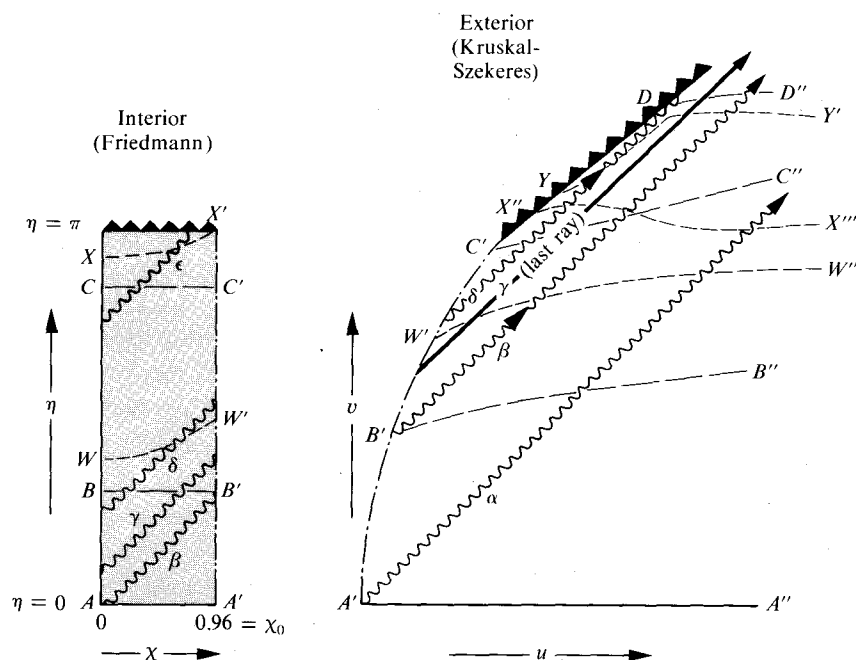 Exterior
(Kruskal-
Szekeres)
Interior
(Friedmann)
D
D″
Y′
Y
X″
C″
η = π
X′
X
ϵ
C
C′
C′
δ
γ (last ray)
X‴
W″
W′
β
η
W′
W
δ
B
B′
γ
β
υ
B′
B″
α
η = 0
A
A′
A′
A″
0
0.96 = χ₀
χ
u